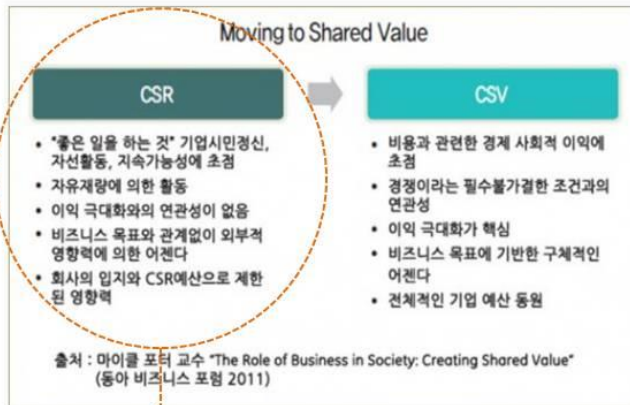 Moving to Shared Value
CSR
• "좋은 일을 하는 것" 기업시민정신,
자선활동, 지속가능성에 초점
• 자유재량에 의한 활동
• 이익 극대화와의 연관성이 없음
• 비즈니스 목표와 관계없이 외부적
영향력에 의한 어젠다
• 회사의 입지와 CSR예산으로 제한
된 영향력
CSV
• 비용과 관련한 경제 사회적 이익에
초점
• 경쟁이라는 필수불가결한 조건과의
연관성
• 이익 극대화가 핵심
• 비즈니스 목표에 기반한 구체적인
어젠다
• 전체적인 기업 예산 동원
출처 : 마이클 포터 교수 "The Role of Business in Society: Creating Shared Value"
(동아 비즈니스 포럼 2011)